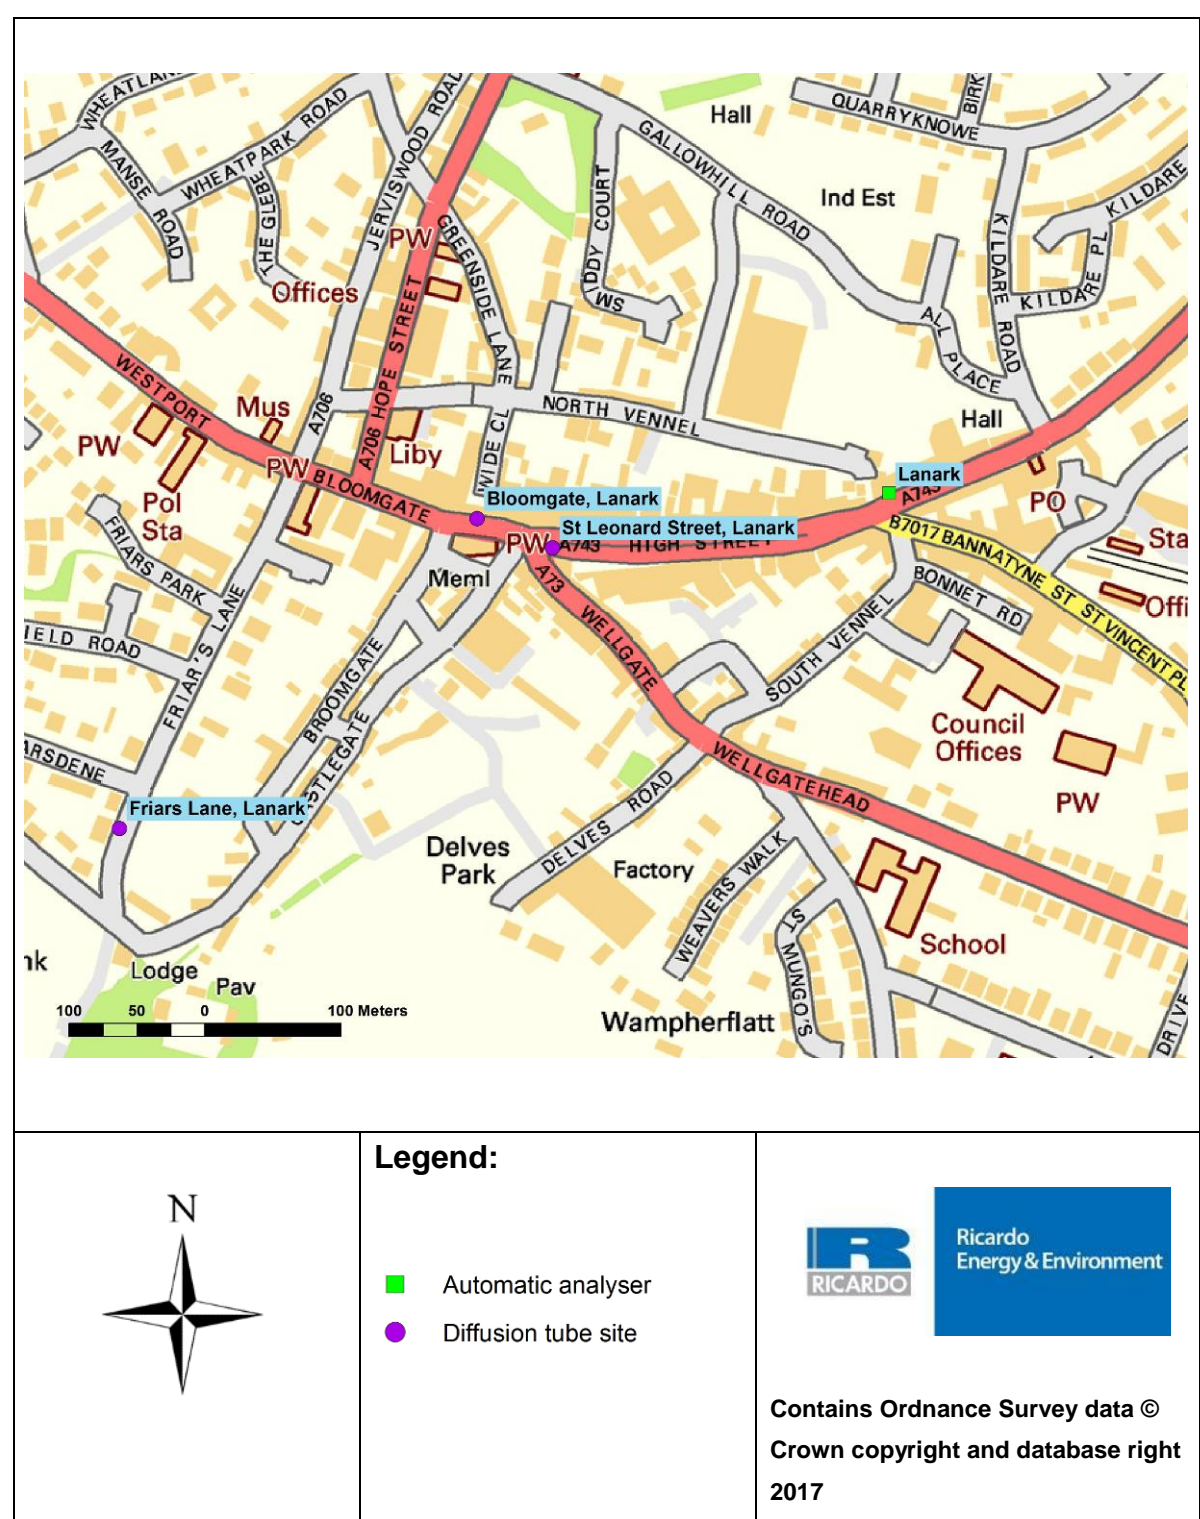 WHEATLAN
MANSE ROAD
WHEATPARK ROAD
THE GLEBE
JERVISWOOD ROAD
Offices
PW
GREENSIDE LANE
SMIDDY COURT
Hall
GALLOWHILL ROAD
Ind Est
QUARRYKNOWE
BIRK
KILDARE
KILDARE PL
KILDARE ROAD
ALL PLACE
Hall
WESTPORT
Mus
A706
A706 HOPE STREET
Liby
WIDE CL
NORTH VENNEL
PW
PW
BLOOMGATE
Pol
Sta
Bloomgate, Lanark
St Leonard Street, Lanark
Lanark
A743
PW
A743 HIGH STREET
PO
Sta
Offi
B7017 BANNATYNE ST ST VINCENT PL
BONNET RD
FRIARS PARK
IELD ROAD
FRIAR'S LANE
Meml
A73 WELLGATE
SOUTH VENNEL
BROOMGATE
STLEGATE
ARSDENE
Friars Lane, Lanark
WELLGATEHEAD
Council
Offices
PW
Delves
Park
DELVES ROAD
Factory
WEAVERS WALK
ST MUNGO'S
School
nk
Lodge
Pav
Wampherflatt
DRIVE
100 50 0 100 Meters
N
Legend:
Automatic analyser
Diffusion tube site
RICARDO
Ricardo
Energy & Environment
Contains Ordnance Survey data ©
Crown copyright and database right
2017